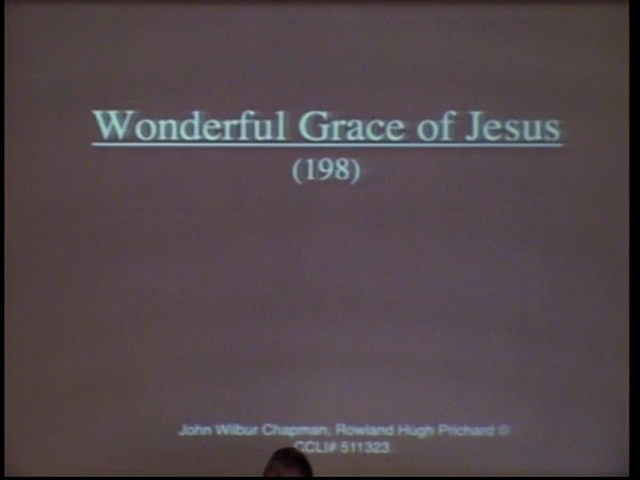 Wonderful Grace of Jesus
(198)
John Wilbur Chapman, Rowland Hugh Prichard ©
CCLI# 511323